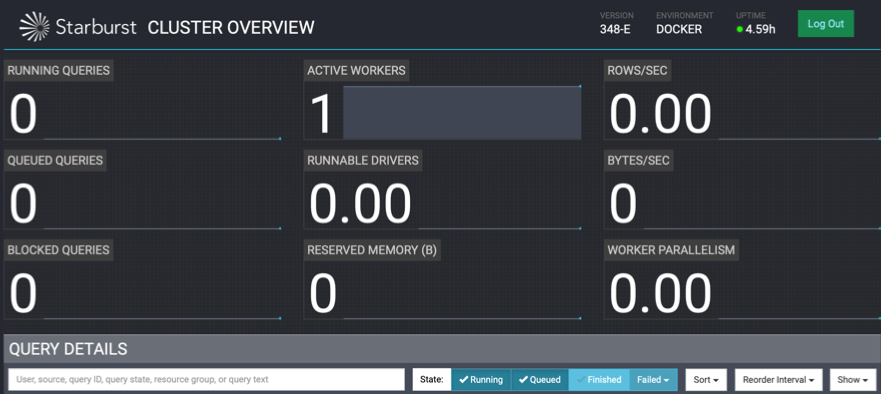 Starburst CLUSTER OVERVIEW
VERSION
348-E
ENVIRONMENT
DOCKER
UPTIME
4.59h
Log Out
RUNNING QUERIES
0
ACTIVE WORKERS
1
ROWS/SEC
0.00
QUEUED QUERIES
0
RUNNABLE DRIVERS
0.00
BYTES/SEC
0
BLOCKED QUERIES
0
RESERVED MEMORY (B)
0
WORKER PARALLELISM
0.00
QUERY DETAILS
User, source, query ID, query state, resource group, or query text
State: Running Queued Finished Failed
Sort
Reorder Interval
Show